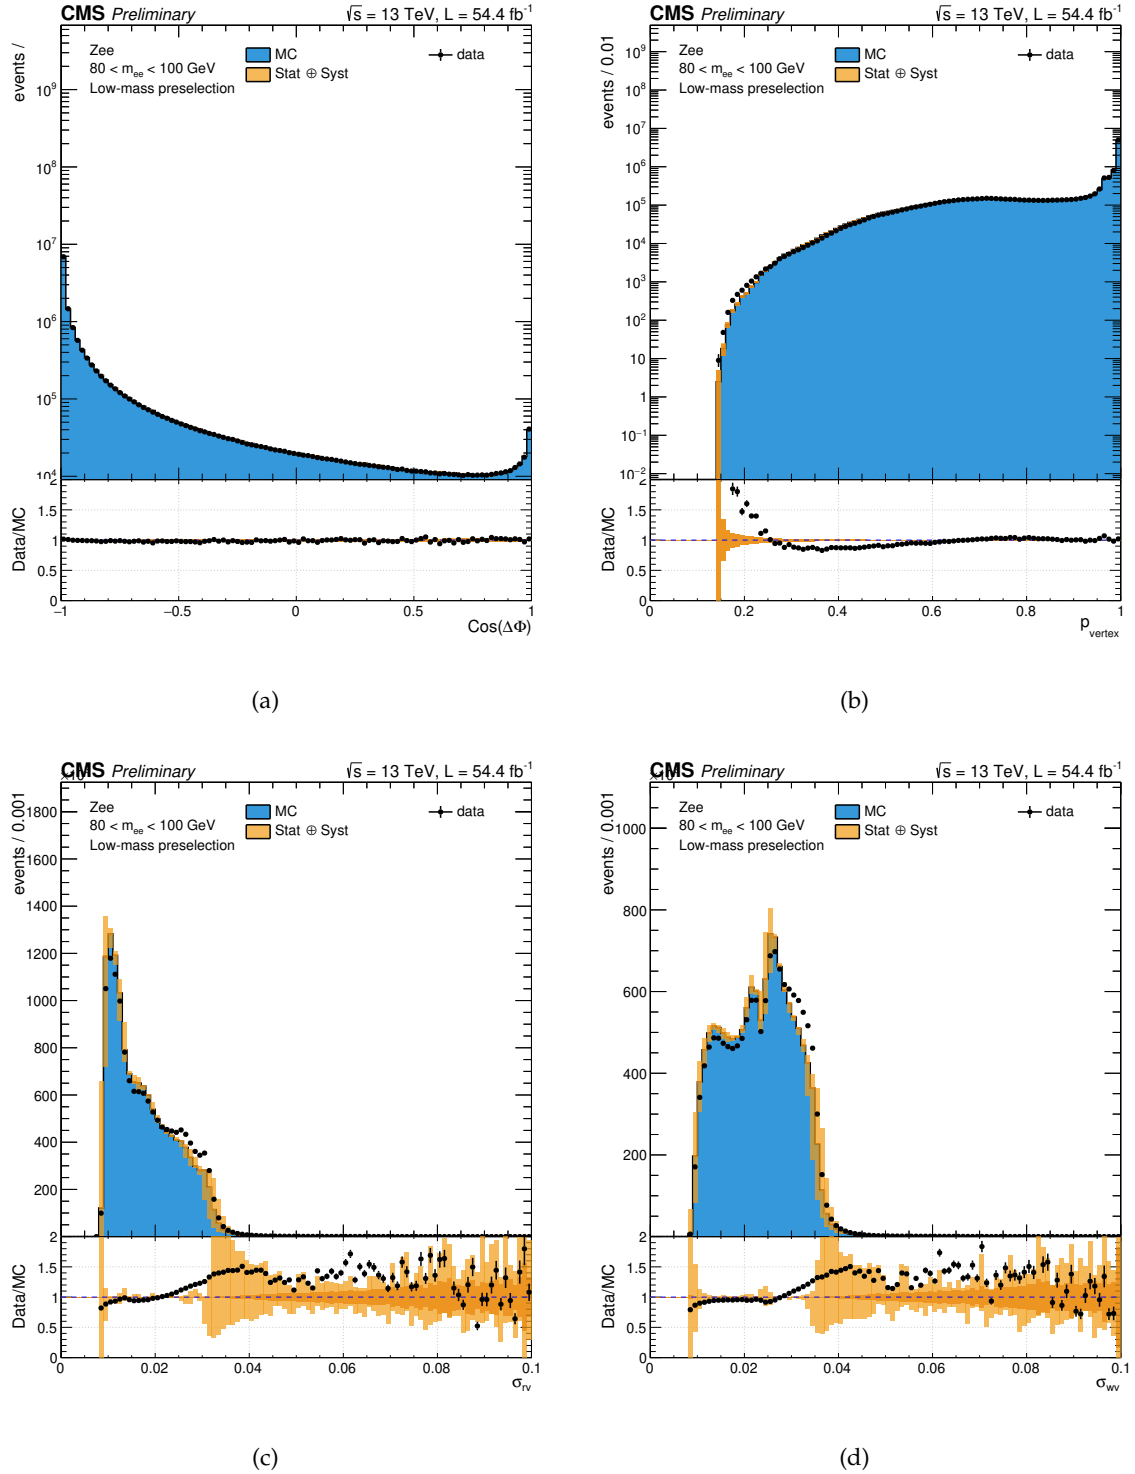 CMS Preliminary √s = 13 TeV, L = 54.4 fb⁻¹
events /
Zee
80 < m_ee < 100 GeV
Low-mass preselection
MC
Stat ⊕ Syst
data
10⁹
10⁸
10⁷
10⁶
10⁵
10⁴
Data/MC
2
1.5
1
0.5
0
−1 −0.5 0 0.5 1
Cos(ΔΦ)
(a)
CMS Preliminary √s = 13 TeV, L = 54.4 fb⁻¹
events / 0.01
Zee
80 < m_ee < 100 GeV
Low-mass preselection
MC
Stat ⊕ Syst
data
10⁹
10⁸
10⁷
10⁶
10⁵
10⁴
10³
10²
10
1
10⁻¹
10⁻²
Data/MC
2
1.5
1
0.5
0
0 0.2 0.4 0.6 0.8 1
p_vertex
(b)
CMS Preliminary √s = 13 TeV, L = 54.4 fb⁻¹
events / 0.001
Zee
80 < m_ee < 100 GeV
Low-mass preselection
MC
Stat ⊕ Syst
data
1800
1600
1400
1200
1000
800
600
400
200
Data/MC
2
1.5
1
0.5
0
0 0.02 0.04 0.06 0.08 0.1
σ_rv
(c)
CMS Preliminary √s = 13 TeV, L = 54.4 fb⁻¹
events / 0.001
Zee
80 < m_ee < 100 GeV
Low-mass preselection
MC
Stat ⊕ Syst
data
1000
800
600
400
200
Data/MC
2
1.5
1
0.5
0
0 0.02 0.04 0.06 0.08 0.1
σ_wv
(d)